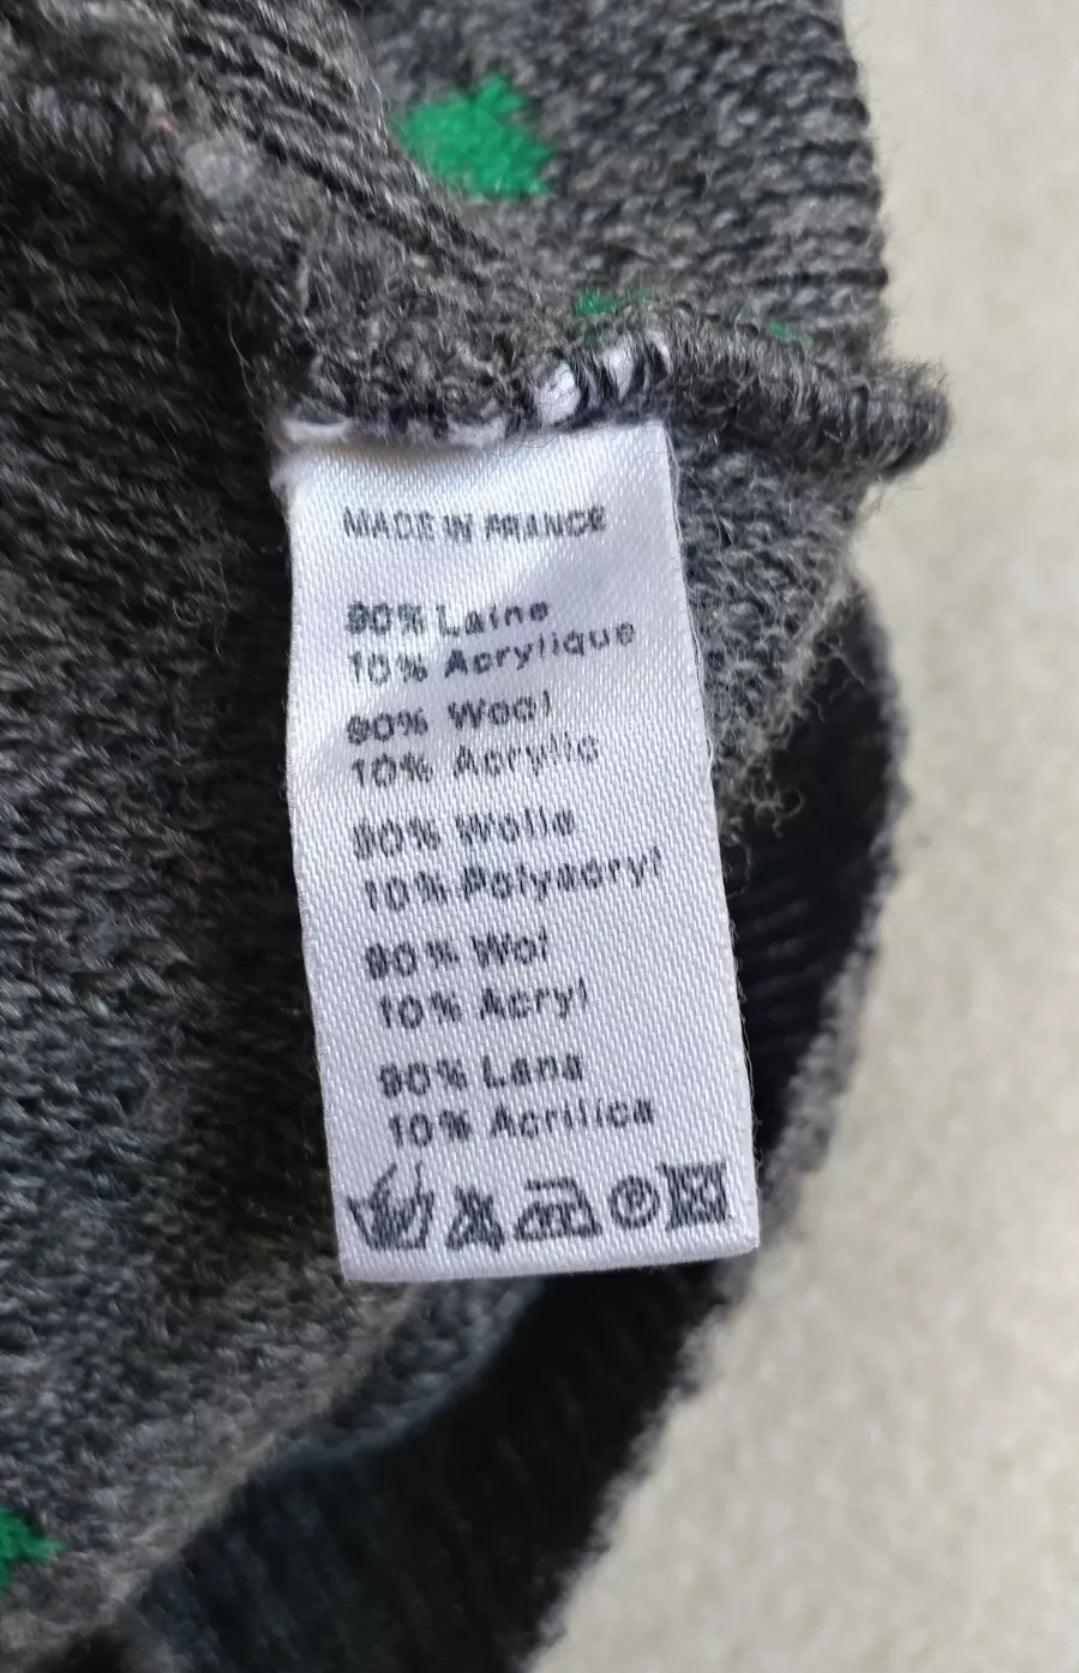 MADE IN FRANCE
90% Laine
10% Acrylique
90% Wool
10% Acrylic
90% Wolle
10% Polyacryl
90% Wol
10% Acryl
90% Lana
10% Acrilica